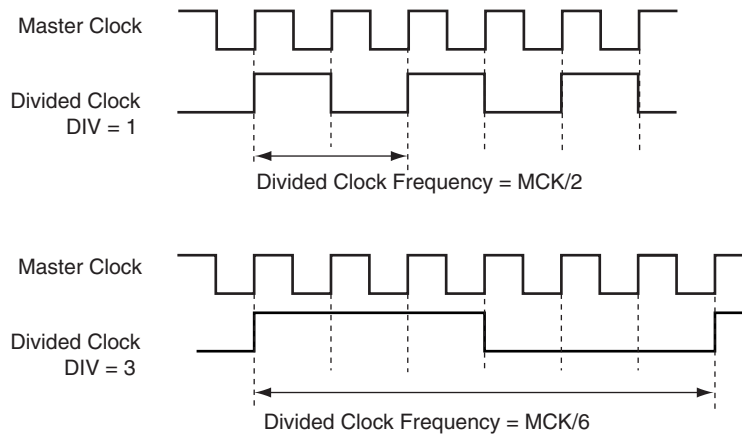 Master Clock
Divided Clock
DIV = 1
Divided Clock Frequency = MCK/2
Master Clock
Divided Clock
DIV = 3
Divided Clock Frequency = MCK/6